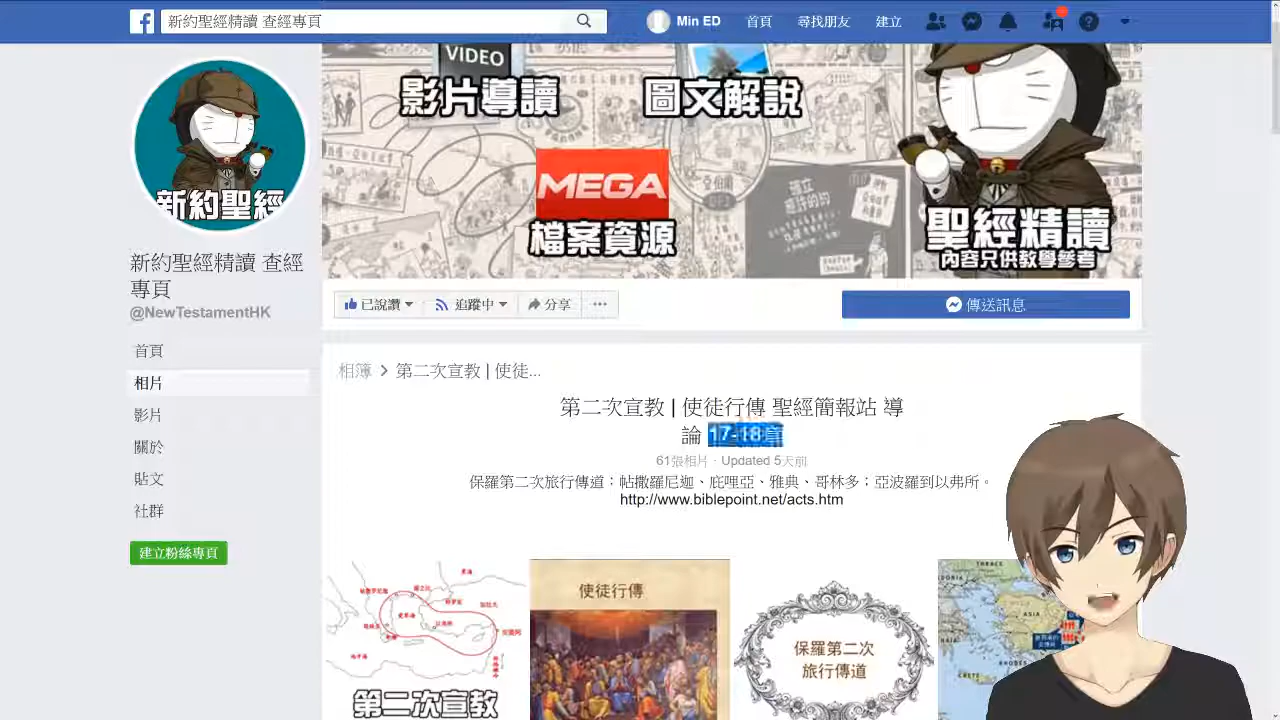 新約聖經精讀 查經專頁
Min ED
首頁
尋找朋友
建立
VIDEO
影片導讀
圖文解說
MEGA
檔案資源
聖經精讀
內容只供教學參考
新約聖經
新約聖經精讀 查經
專頁
@NewTestamentHK
首頁
相片
影片
關於
貼文
社群
建立粉絲專頁
已說讚
追蹤中
分享
傳送訊息
相簿 > 第二次宣教 | 使徒...
第二次宣教 | 使徒行傳 聖經簡報站 導
論 17-18章
61張相片 · Updated 5天前
保羅第二次旅行傳道：帖撒羅尼迦、庇哩亞、雅典、哥林多；亞波羅到以弗所。
http://www.biblepoint.net/acts.htm
第二次宣教
使徒行傳
保羅第二次
旅行傳道
THRACE
ASIA
RHODES
CRETE